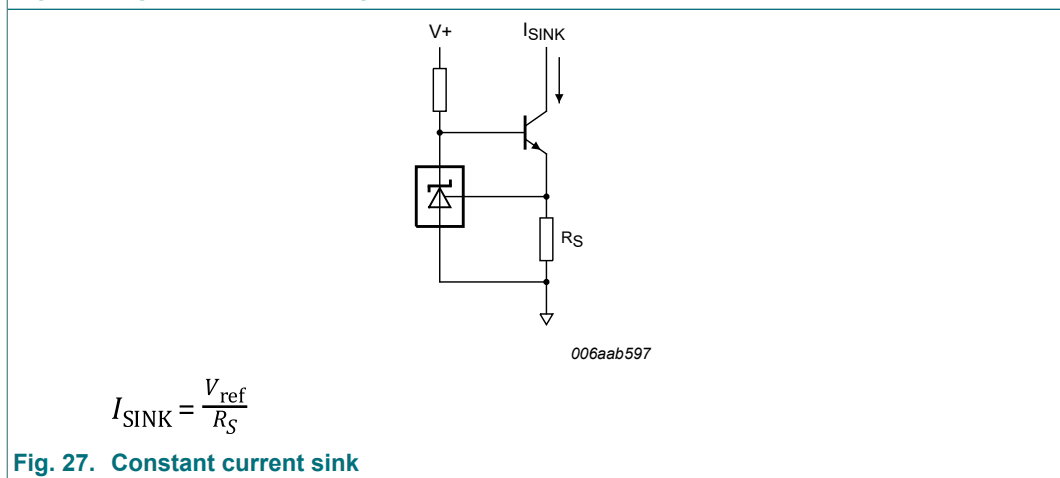 V+
ISINK
RS
006aab597
ISINK = Vref / RS
Fig. 27. Constant current sink